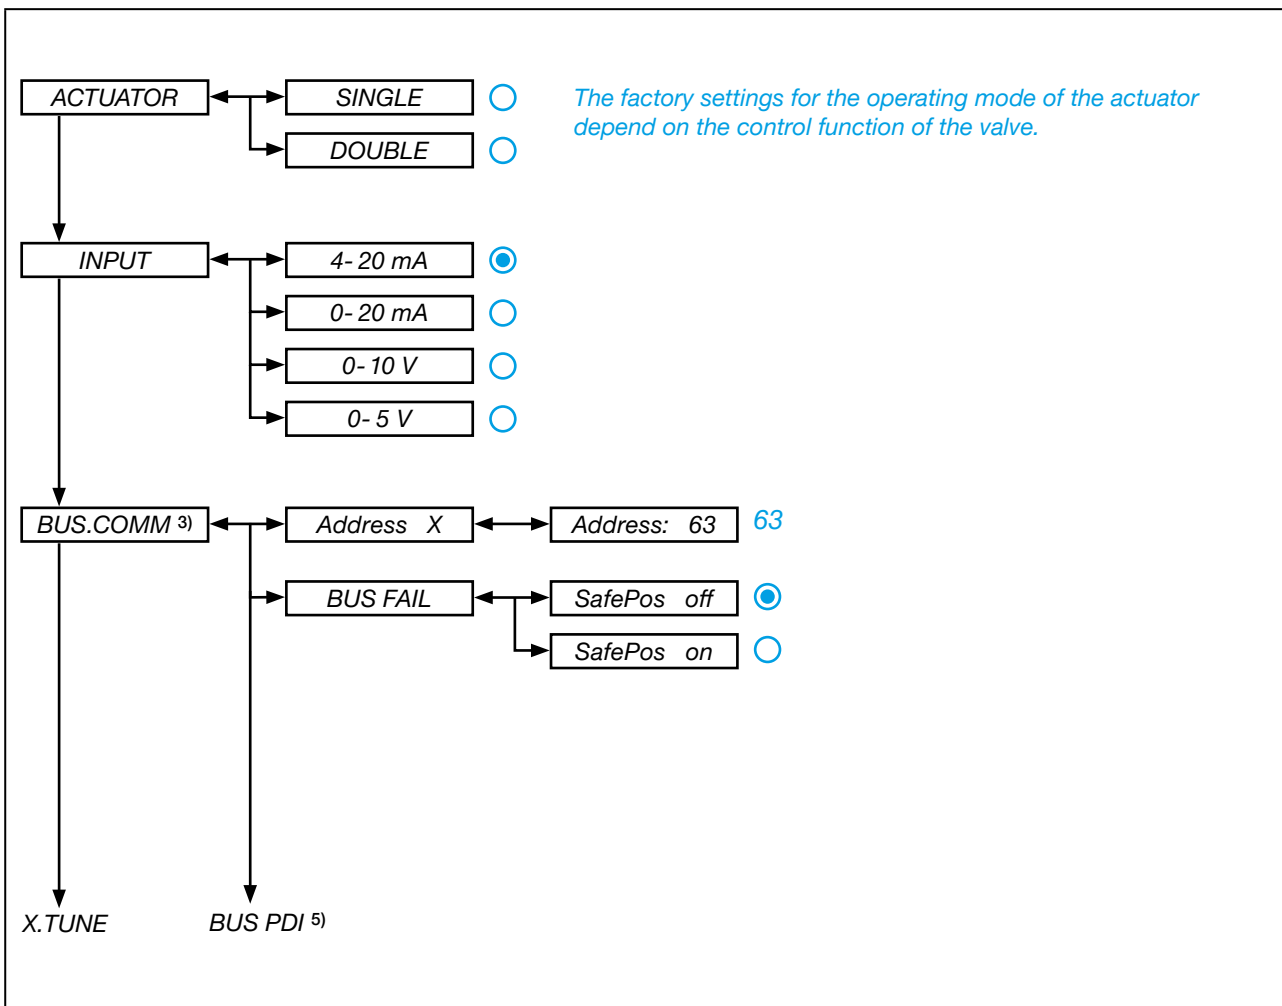 ACTUATOR SINGLE The factory settings for the operating mode of the actuator
depend on the control function of the valve.
DOUBLE
INPUT 4- 20 mA
0- 20 mA
0- 10 V
0- 5 V
BUS.COMM 3) Address X Address: 63 63
BUS FAIL SafePos off
SafePos on
X.TUNE BUS PDI 5)